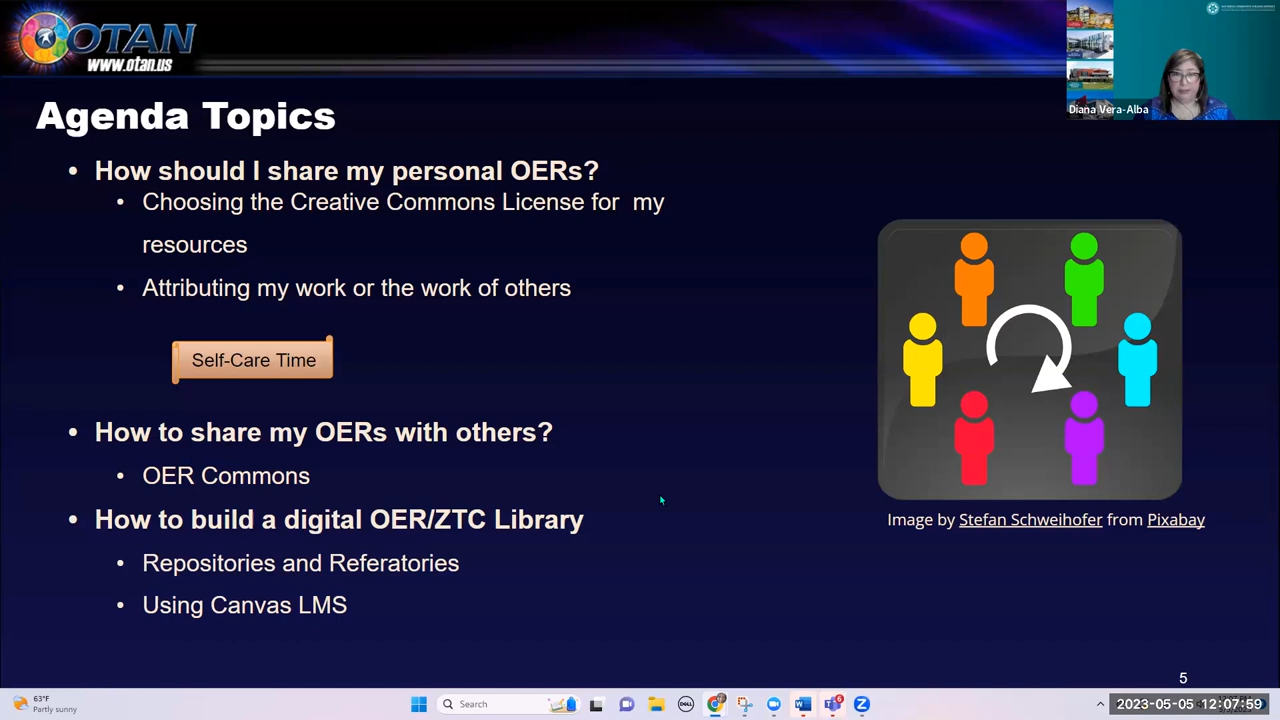 OTAN
www.otan.us
Diana Vera-Alba
Agenda Topics
• How should I share my personal OERs?
• Choosing the Creative Commons License for my
resources
• Attributing my work or the work of others
Self-Care Time
• How to share my OERs with others?
• OER Commons
• How to build a digital OER/ZTC Library
• Repositories and Referatories
• Using Canvas LMS
Image by Stefan Schweihofer from Pixabay
5
63°F
Partly sunny
Search
DELL
6
2023-05-05 12:07:59